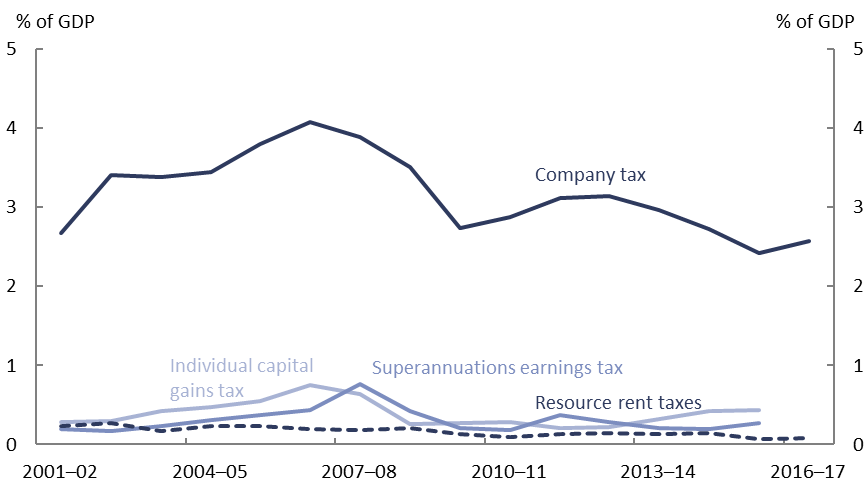 % of GDP % of GDP
5 5
4 4
Company tax
3 3
2 2
Individual capital
gains tax
Superannuations earnings tax
1 1
Resource rent taxes
0 0
2001–02 2004–05 2007–08 2010–11 2013–14 2016–17